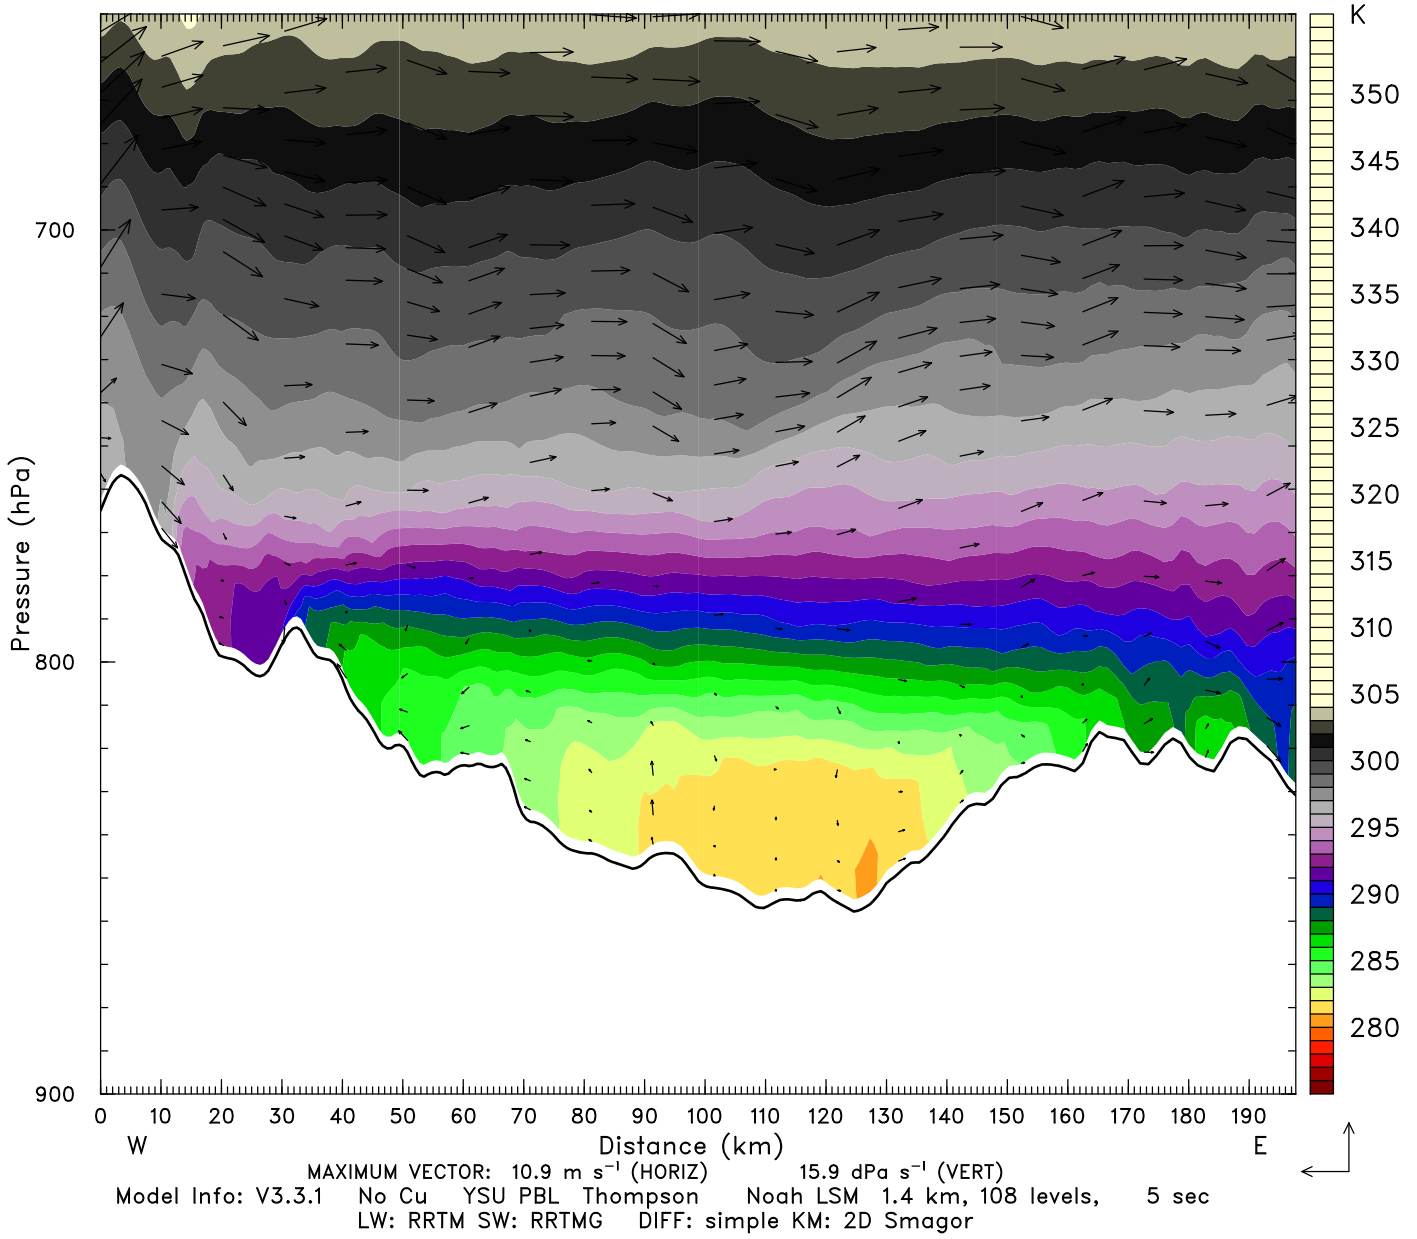 K
350
345
340
335
330
325
320
315
310
305
300
295
290
285
280
Pressure (hPa)
700
800
900
0 10 20 30 40 50 60 70 80 90 100 110 120 130 140 150 160 170 180 190
W Distance (km) E
MAXIMUM VECTOR: 10.9 m s⁻¹ (HORIZ) 15.9 dPa s⁻¹ (VERT)
Model Info: V3.3.1 No Cu YSU PBL Thompson Noah LSM 1.4 km, 108 levels, 5 sec
LW: RRTM SW: RRTMG DIFF: simple KM: 2D Smagor